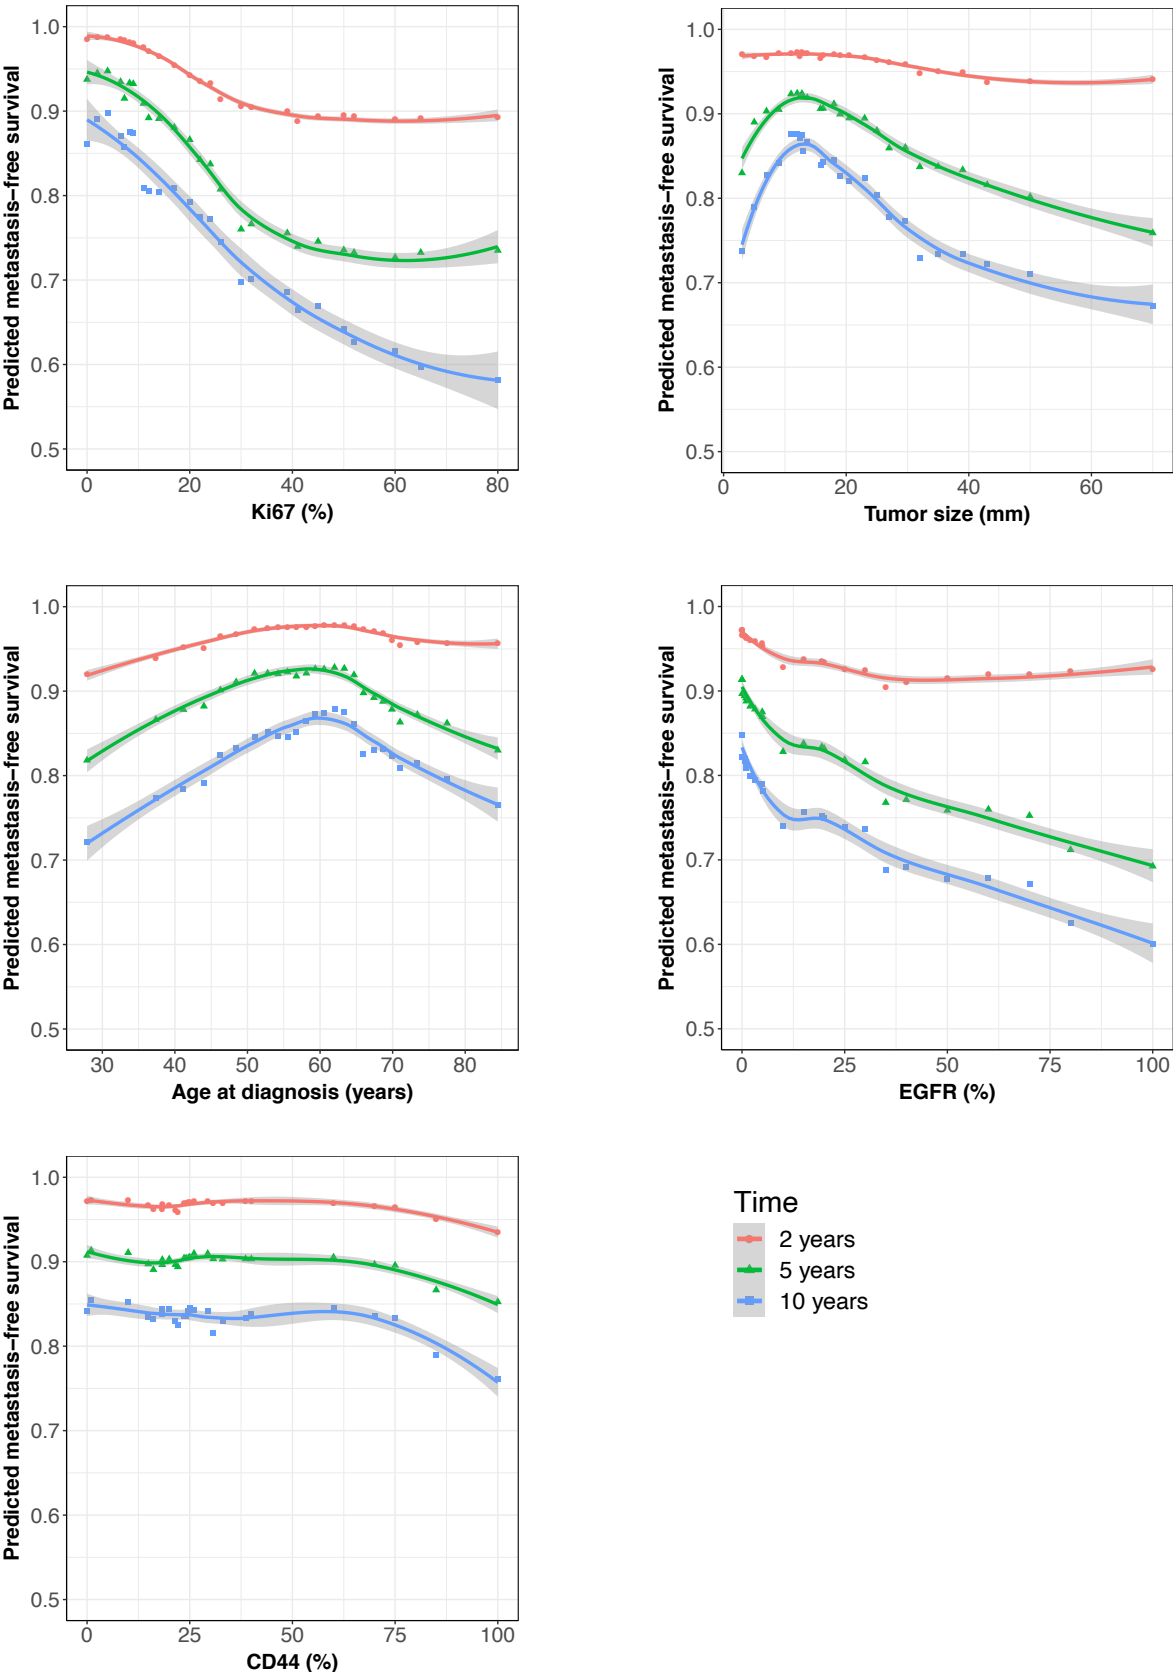 Predicted metastasis−free survival
1.0
0.9
0.8
0.7
0.6
0.5
0 20 40 60 80
Ki67 (%)
Predicted metastasis−free survival
1.0
0.9
0.8
0.7
0.6
0.5
0 20 40 60
Tumor size (mm)
Predicted metastasis−free survival
1.0
0.9
0.8
0.7
0.6
0.5
30 40 50 60 70 80
Age at diagnosis (years)
Predicted metastasis−free survival
1.0
0.9
0.8
0.7
0.6
0.5
0 25 50 75 100
EGFR (%)
Predicted metastasis−free survival
1.0
0.9
0.8
0.7
0.6
0.5
0 25 50 75 100
CD44 (%)
Time
2 years
5 years
10 years